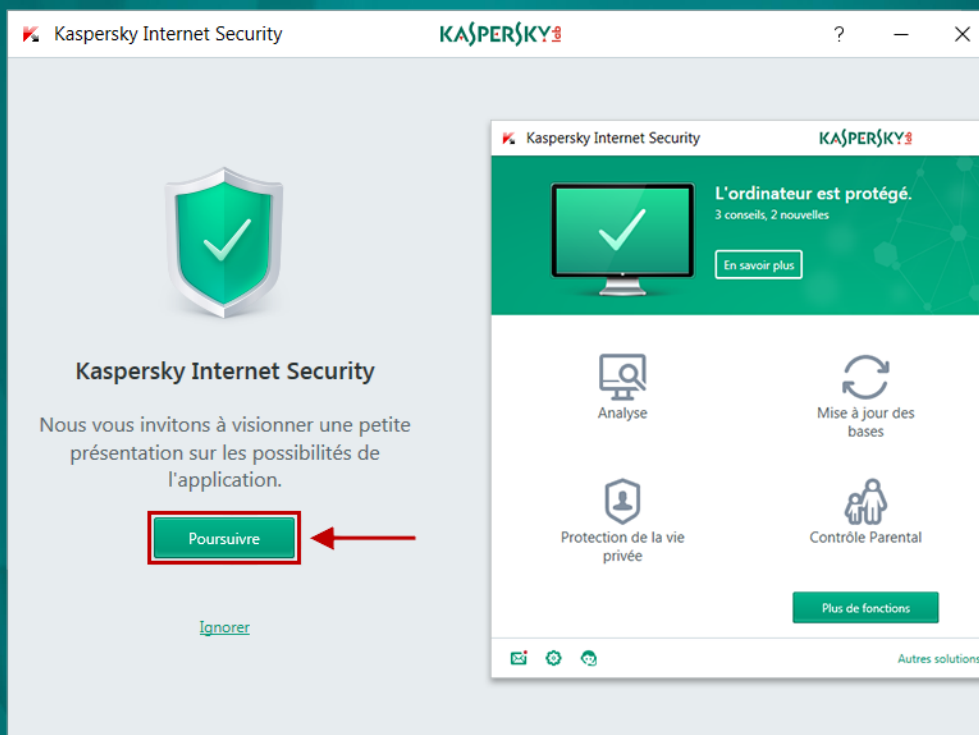 Kaspersky Internet Security
KASPERSKY lab
?
Kaspersky Internet Security
KASPERSKY lab
L'ordinateur est protégé.
3 conseils, 2 nouvelles
En savoir plus
Kaspersky Internet Security
Nous vous invitons à visionner une petite
présentation sur les possibilités de
l'application.
Poursuivre
Ignorer
Analyse
Mise à jour des
bases
Protection de la vie
privée
Contrôle Parental
Plus de fonctions
Autres solutions